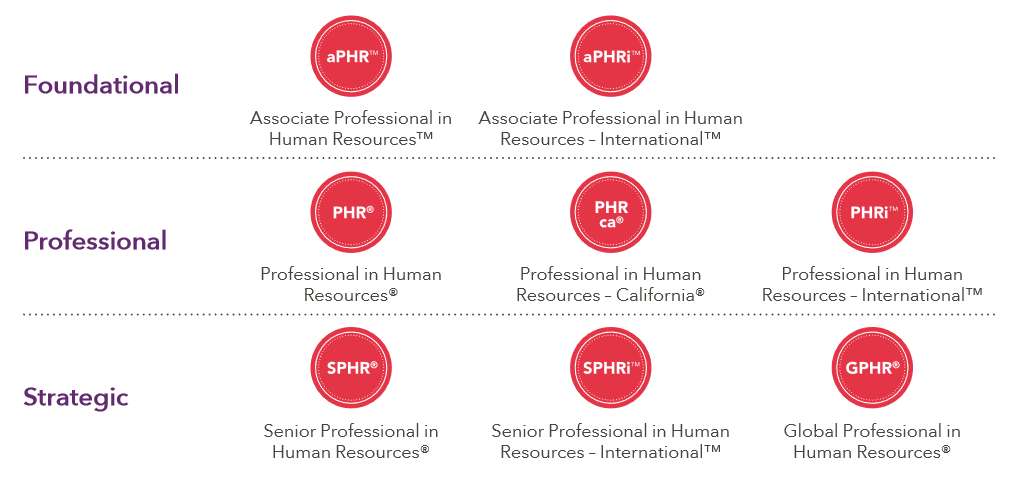 Foundational
aPHR™
aPHRi™
Associate Professional in
Human Resources™
Associate Professional in Human
Resources – International™
Professional
PHR®
PHR
ca®
PHRi™
Professional in Human
Resources®
Professional in Human
Resources – California®
Professional in Human
Resources – International™
Strategic
SPHR®
SPHRi™
GPHR®
Senior Professional in
Human Resources®
Senior Professional in Human
Resources – International™
Global Professional in
Human Resources®